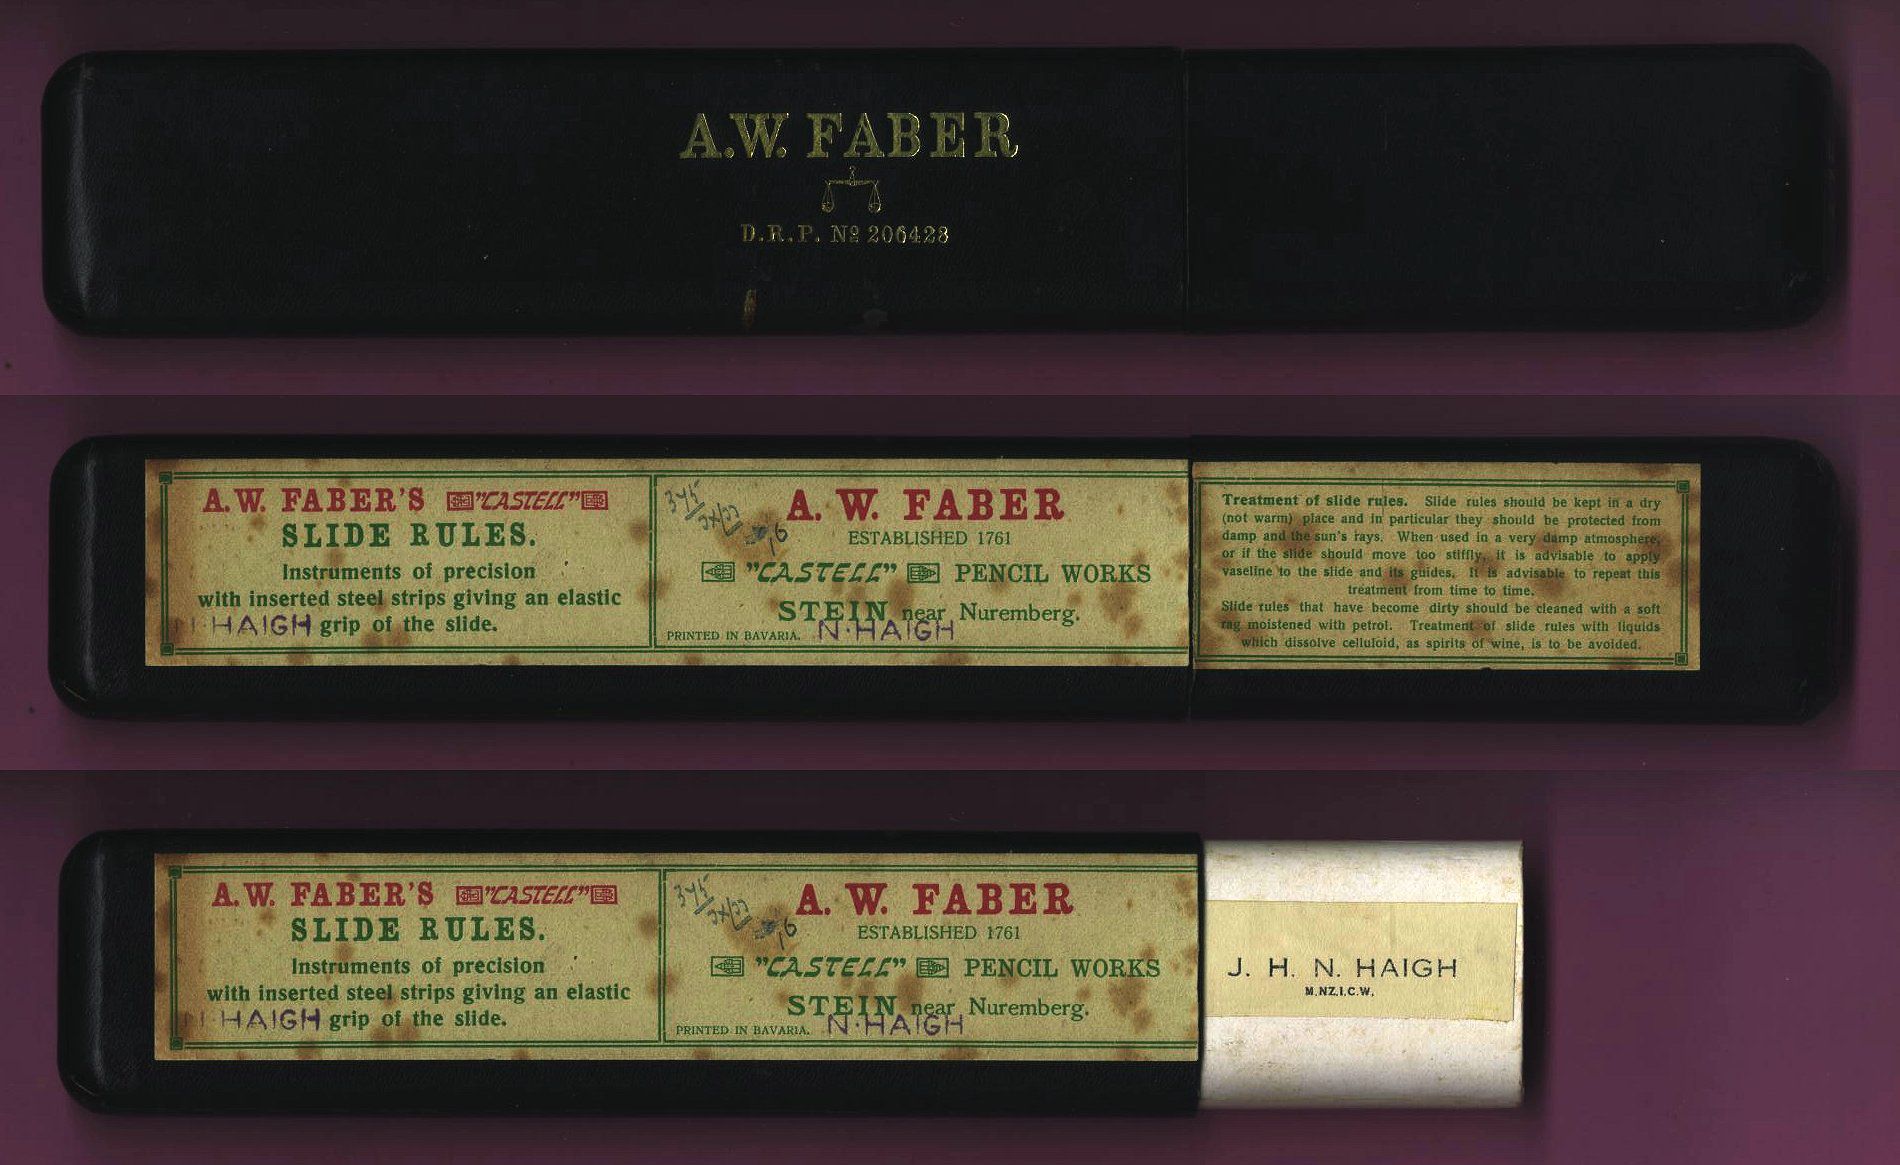 A.W. FABER
D.R.P. Nº 206428
A.W. FABER'S "CASTELL"
SLIDE RULES.
Instruments of precision
with inserted steel strips giving an elastic
N. HAIGH grip of the slide.
A. W. FABER
ESTABLISHED 1761
"CASTELL" PENCIL WORKS
STEIN near Nuremberg.
PRINTED IN BAVARIA. N. HAIGH
Treatment of slide rules. Slide rules should be kept in a dry
(not warm) place and in particular they should be protected from
damp and the sun's rays. When used in a very damp atmosphere,
or if the slide should move too stiffly, it is advisable to apply
vaseline to the slide and its guides. It is advisable to repeat this
treatment from time to time.
Slide rules that have become dirty should be cleaned with a soft
rag moistened with petrol. Treatment of slide rules with liquids
which dissolve celluloid, as spirits of wine, is to be avoided.
A.W. FABER'S "CASTELL"
SLIDE RULES.
Instruments of precision
with inserted steel strips giving an elastic
N. HAIGH grip of the slide.
A. W. FABER
ESTABLISHED 1761
"CASTELL" PENCIL WORKS
STEIN near Nuremberg.
PRINTED IN BAVARIA. N. HAIGH
J. H. N. HAIGH
M.NZ.I.C.W.